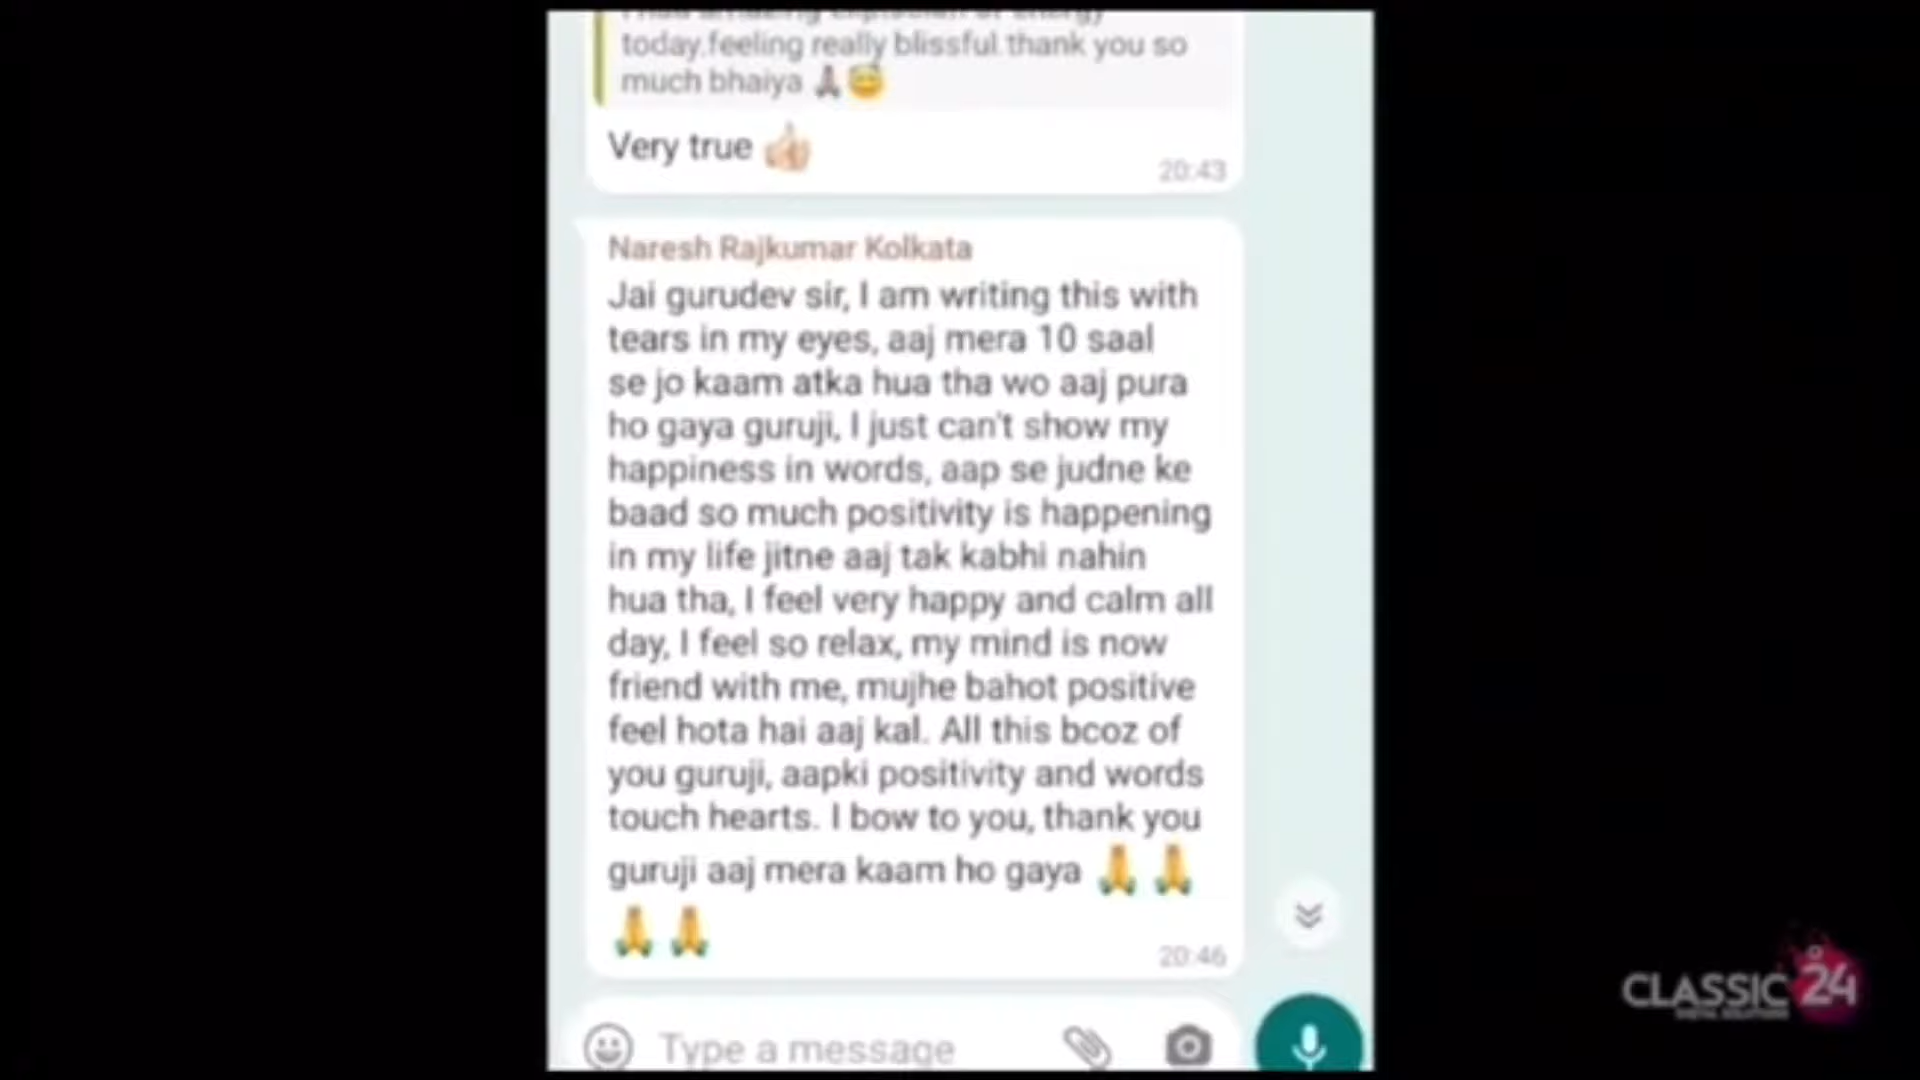 today.feeling really blissful.thank you so
much bhaiya 🙏🏽😇
Very true 👍🏻
20:43
Naresh Rajkumar Kolkata
Jai gurudev sir, I am writing this with
tears in my eyes, aaj mera 10 saal
se jo kaam atka hua tha wo aaj pura
ho gaya guruji, I just can't show my
happiness in words, aap se judne ke
baad so much positivity is happening
in my life jitne aaj tak kabhi nahin
hua tha, I feel very happy and calm all
day, I feel so relax, my mind is now
friend with me, mujhe bahot positive
feel hota hai aaj kal. All this bcoz of
you guruji, aapki positivity and words
touch hearts. I bow to you, thank you
guruji aaj mera kaam ho gaya 🙏🙏
🙏🙏
20:46
Type a message
CLASSIC 24